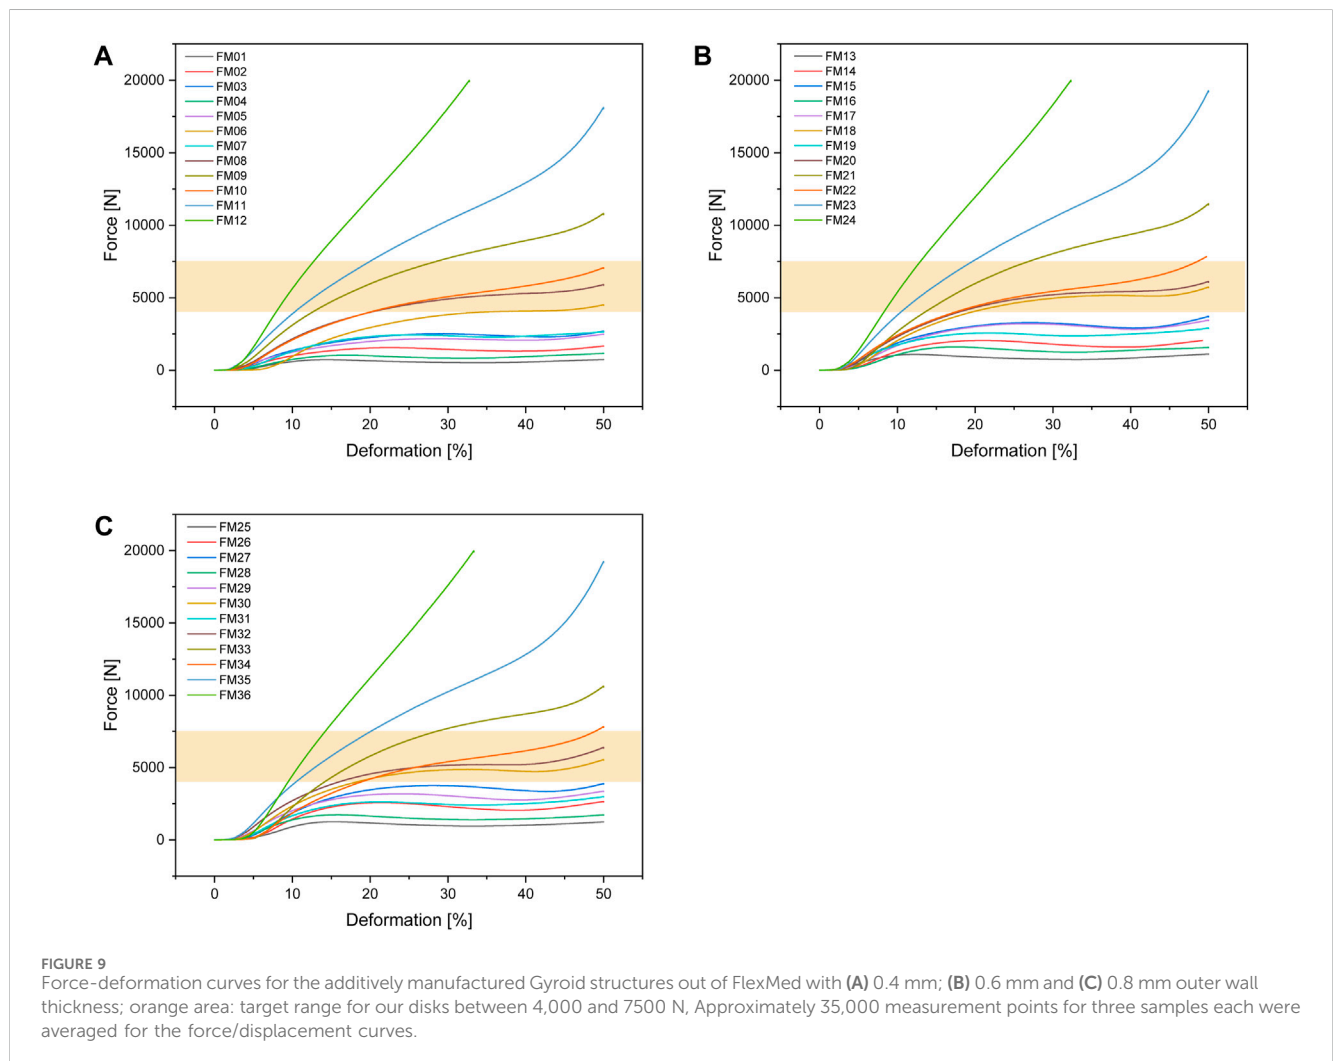 A
FM01
FM02
FM03
FM04
FM05
FM06
FM07
FM08
FM09
FM10
FM11
FM12
20000
15000
10000
5000
0
Force [N]
0 10 20 30 40 50
Deformation [%]
B
FM13
FM14
FM15
FM16
FM17
FM18
FM19
FM20
FM21
FM22
FM23
FM24
20000
15000
10000
5000
0
Force [N]
0 10 20 30 40 50
Deformation [%]
C
FM25
FM26
FM27
FM28
FM29
FM30
FM31
FM32
FM33
FM34
FM35
FM36
20000
15000
10000
5000
0
Force [N]
0 10 20 30 40 50
Deformation [%]
FIGURE 9
Force-deformation curves for the additively manufactured Gyroid structures out of FlexMed with (A) 0.4 mm; (B) 0.6 mm and (C) 0.8 mm outer wall
thickness; orange area: target range for our disks between 4,000 and 7500 N, Approximately 35,000 measurement points for three samples each were
averaged for the force/displacement curves.